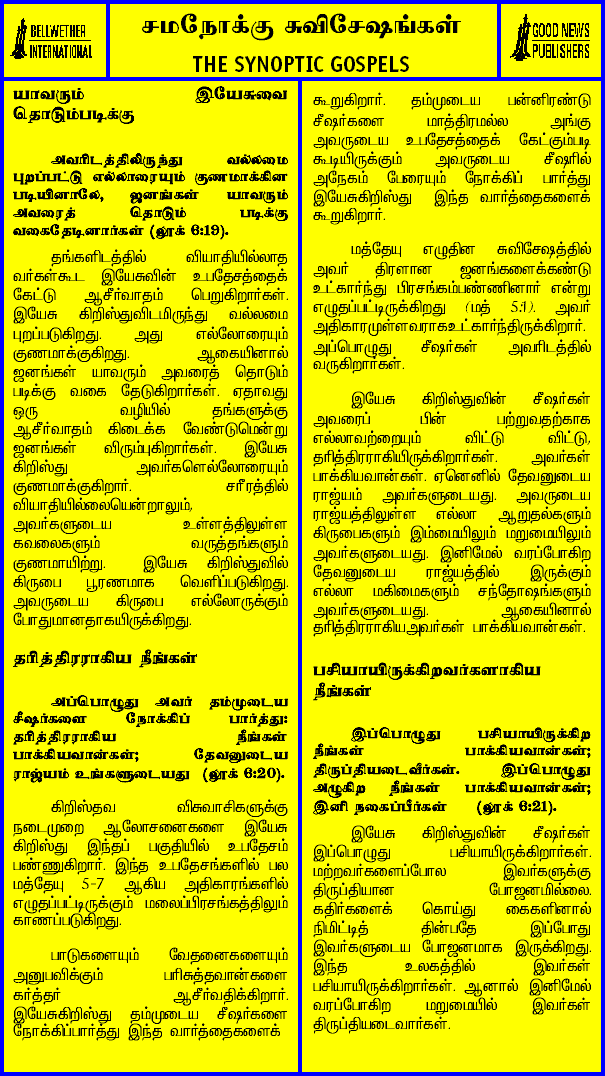 BELLWETHER
INTERNATIONAL
சமநோக்கு சுவிசேஷங்கள்
THE SYNOPTIC GOSPELS
GOOD NEWS
PUBLISHERS
யாவரும் இயேசுவை
தொடும்படிக்கு
அவரிடத்திலிருந்து வல்லமை
புறப்பட்டு எல்லாரையும் குணமாக்கின
படியினாலே, ஜனங்கள் யாவரும்
அவரைத் தொடும் படிக்கு
வகைதேடினார்கள் (லூக் 6:19).
தங்களிடத்தில் வியாதியில்லாத
வர்கள்கூட இயேசுவின் உபதேசத்தைக்
கேட்டு ஆசீர்வாதம் பெறுகிறார்கள்.
இயேசு கிறிஸ்துவிடமிருந்து வல்லமை
புறப்படுகிறது. அது எல்லோரையும்
குணமாக்குகிறது. ஆகையினால்
ஜனங்கள் யாவரும் அவரைத் தொடும்
படிக்கு வகை தேடுகிறார்கள். ஏதாவது
ஒரு வழியில் தங்களுக்கு
ஆசீர்வாதம் கிடைக்க வேண்டுமென்று
ஜனங்கள் விரும்புகிறார்கள். இயேசு
கிறிஸ்து அவர்களெல்லோரையும்
குணமாக்குகிறார். சரீரத்தில்
வியாதியில்லையென்றாலும்,
அவர்களுடைய உள்ளத்திலுள்ள
கவலைகளும் வருத்தங்களும்
குணமாயிற்று. இயேசு கிறிஸ்துவில்
கிருபை பூரணமாக வெளிப்படுகிறது.
அவருடைய கிருபை எல்லோருக்கும்
போதுமானதாகயிருக்கிறது.
தரித்திரராகிய நீங்கள்
அப்பொழுது அவர் தம்முடைய
சீஷர்களை நோக்கிப் பார்த்து:
தரித்திரராகிய நீங்கள்
பாக்கியவான்கள்; தேவனுடைய
ராஜ்யம் உங்களுடையது (லூக் 6:20).
கிறிஸ்தவ விசுவாசிகளுக்கு
நடைமுறை ஆலோசனைகளை இயேசு
கிறிஸ்து இந்தப் பகுதியில் உபதேசம்
பண்ணுகிறார். இந்த உபதேசங்களில் பல
மத்தேயு 5-7 ஆகிய அதிகாரங்களில்
எழுதப்பட்டிருக்கும் மலைப்பிரசங்கத்திலும்
காணப்படுகிறது.
பாடுகளையும் வேதனைகளையும்
அனுபவிக்கும் பரிசுத்தவான்களை
கர்த்தர் ஆசீர்வதிக்கிறார்.
இயேசுகிறிஸ்து தம்முடைய சீஷர்களை
நோக்கிப்பார்த்து இந்த வார்த்தைகளைக்
கூறுகிறார். தம்முடைய பன்னிரண்டு
சீஷர்களை மாத்திரமல்ல அங்கு
அவருடைய உபதேசத்தைக் கேட்கும்படி
கூடியிருக்கும் அவருடைய சீஷரில்
அநேகம் பேரையும் நோக்கிப் பார்த்து
இயேசுகிறிஸ்து இந்த வார்த்தைகளைக்
கூறுகிறார்.
மத்தேயு எழுதின சுவிசேஷத்தில்
அவர் திரளான ஜனங்களைக்கண்டு
உட்கார்ந்து பிரசங்கம்பண்ணினார் என்று
எழுதப்பட்டிருக்கிறது (மத் 5:1). அவர்
அதிகாரமுள்ளவராகஉட்கார்ந்திருக்கிறார்.
அப்பொழுது சீஷர்கள் அவரிடத்தில்
வருகிறார்கள்.
இயேசு கிறிஸ்துவின் சீஷர்கள்
அவரைப் பின் பற்றுவதற்காக
எல்லாவற்றையும் விட்டு விட்டு,
தரித்திரராகியிருக்கிறார்கள். அவர்கள்
பாக்கியவான்கள். ஏனெனில் தேவனுடைய
ராஜ்யம் அவர்களுடையது. அவருடைய
ராஜ்யத்திலுள்ள எல்லா ஆறுதல்களும்
கிருபைகளும் இம்மையிலும் மறுமையிலும்
அவர்களுடையது. இனிமேல் வரப்போகிற
தேவனுடைய ராஜ்யத்தில் இருக்கும்
எல்லா மகிமைகளும் சந்தோஷங்களும்
அவர்களுடையது. ஆகையினால்
தரித்திரராகியஅவர்கள் பாக்கியவான்கள்.
பசியாயிருக்கிறவர்களாகிய
நீங்கள்
இப்பொழுது பசியாயிருக்கிற
நீங்கள் பாக்கியவான்கள்;
திருப்தியடைவீர்கள். இப்பொழுது
அழுகிற நீங்கள் பாக்கியவான்கள்;
இனி நகைப்பீர்கள் (லூக் 6:21).
இயேசு கிறிஸ்துவின் சீஷர்கள்
இப்பொழுது பசியாயிருக்கிறார்கள்.
மற்றவர்களைப்போல இவர்களுக்கு
திருப்தியான போஜனமில்லை.
கதிர்களைக் கொய்து கைகளினால்
நிமிட்டித் தின்பதே இப்போது
இவர்களுடைய போஜனமாக இருக்கிறது.
இந்த உலகத்தில் இவர்கள்
பசியாயிருக்கிறார்கள். ஆனால் இனிமேல்
வரப்போகிற மறுமையில் இவர்கள்
திருப்தியடைவார்கள்.